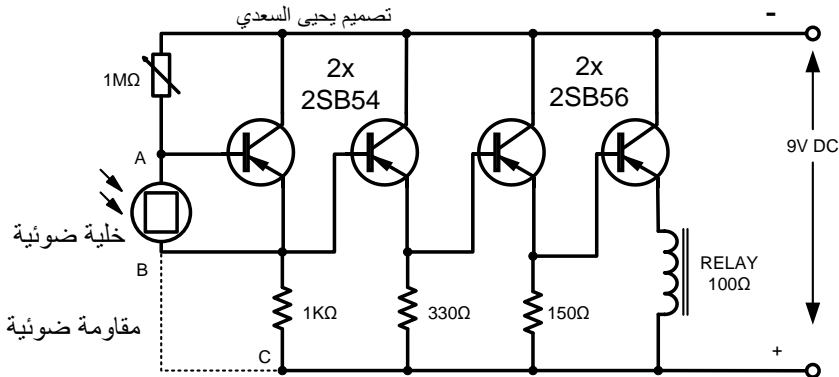 تصميم يحيى السعدي
-
1MΩ
2x
2SB54
2x
2SB56
A
9V DC
خلية ضوئية
B
RELAY
100Ω
مقاومة ضوئية
1KΩ
330Ω
150Ω
C
+